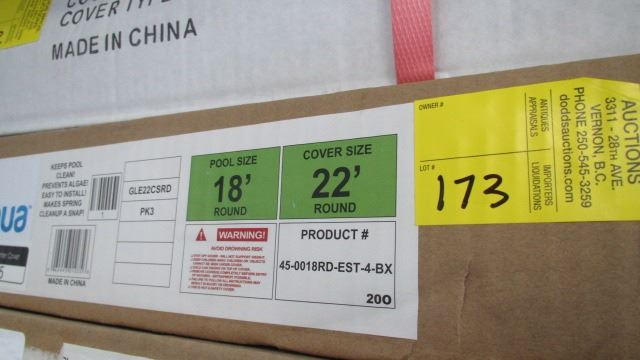 COVER TYPE
MADE IN CHINA
KEEPS POOL
CLEAN!
PREVENTS ALGAE!
EASY TO INSTALL!
MAKES SPRING
CLEANUP A SNAP!
MADE IN CHINA
GLE22CSRD
PK3
POOL SIZE
18'
ROUND
COVER SIZE
22'
ROUND
WARNING!
AVOID DROWNING RISK
PRODUCT #
45-0018RD-EST-4-BX
200
OWNER #
LOT #
173
ANTIQUES
APPRAISALS
IMPORTERS
LIQUIDATIONS
AUCTIONS
3311 - 28TH AVE.
VERNON, B.C.
PHONE 250-545-3259
doddsauctions.com